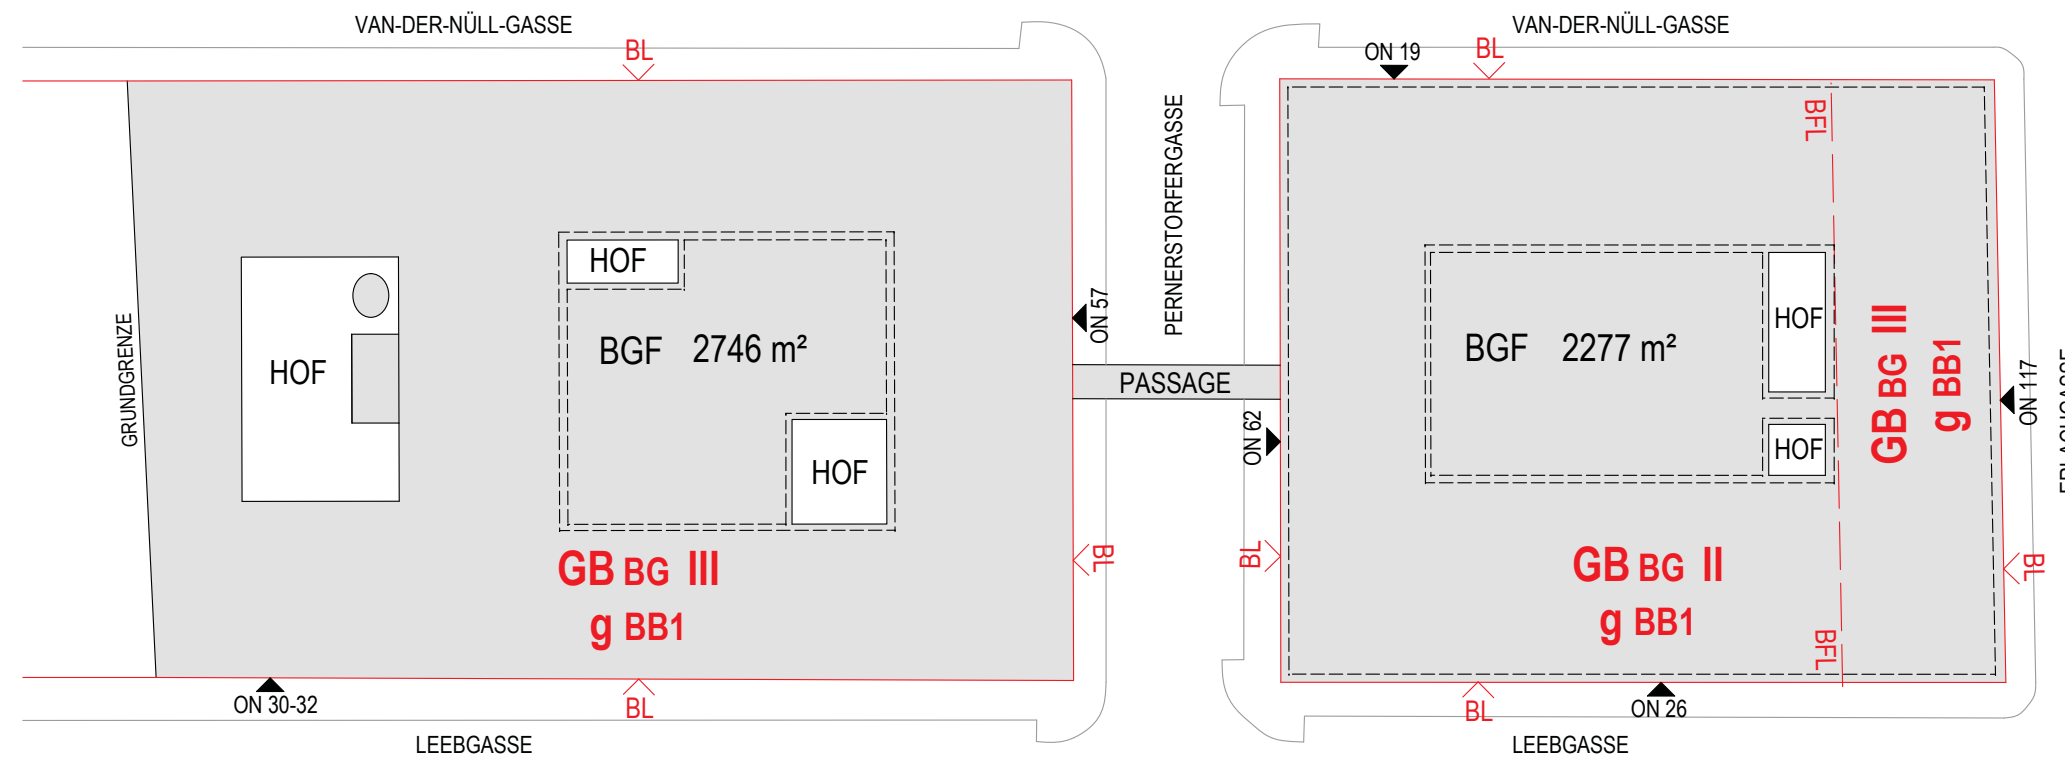 VAN-DER-NÜLL-GASSE
VAN-DER-NÜLL-GASSE
BL
ON 19
BL
BFL
PERNERSTORFERGASSE
HOF
HOF
GRUNDGRENZE
HOF
BGF 2746 m²
ON 57
BGF 2277 m²
GB BG III
g BB1
PASSAGE
ON 117
ERLACHGASSE
ON 62
HOF
HOF
BL
BL
BL
GB BG III
g BB1
GB BG II
g BB1
BFL
ON 30-32
BL
BL
ON 26
LEEBGASSE
LEEBGASSE